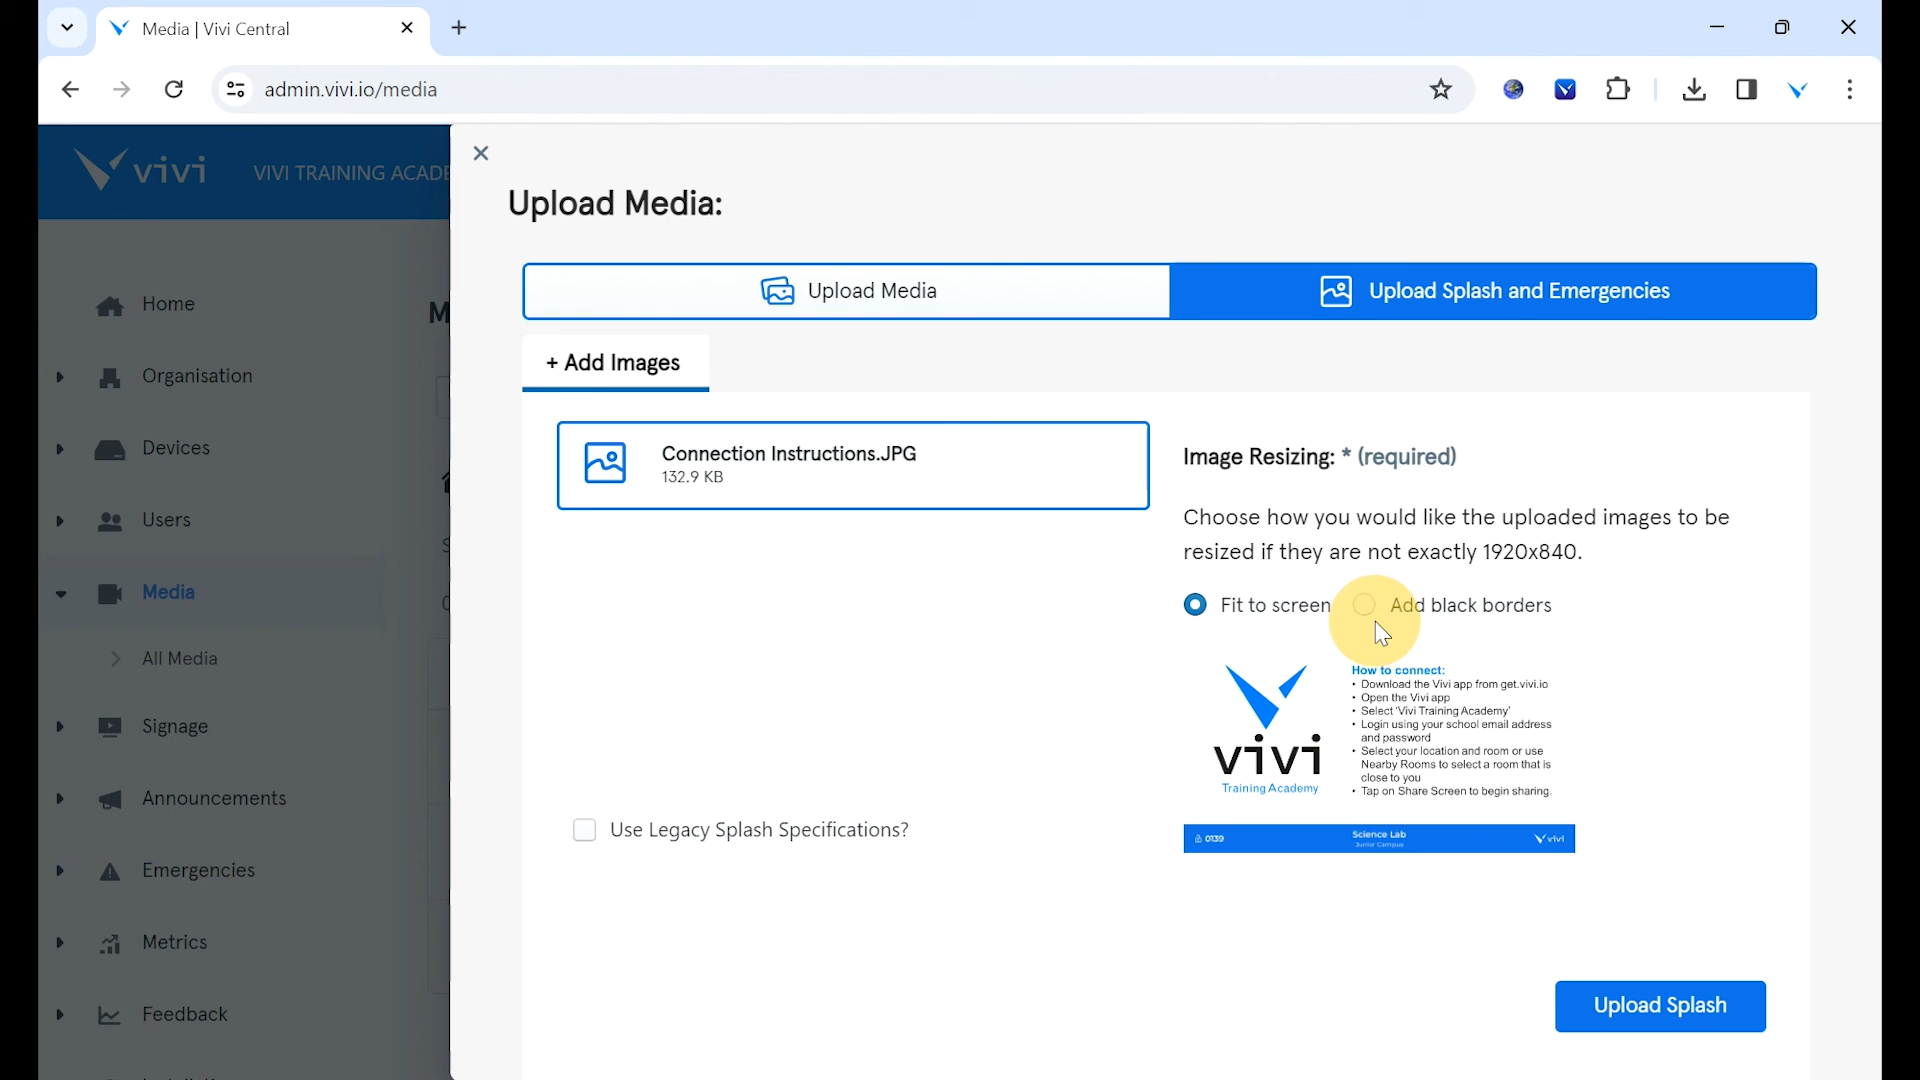 Media | Vivi Central
admin.vivi.io/media
vivi
VIVI TRAINING ACADE
Upload Media:
Upload Media
Upload Splash and Emergencies
+ Add Images
Home
Organisation
Devices
Users
Media
All Media
Signage
Announcements
Emergencies
Metrics
Feedback
Connection Instructions.JPG
132.9 KB
Use Legacy Splash Specifications?
Image Resizing: * (required)
Choose how you would like the uploaded images to be
resized if they are not exactly 1920x840.
Fit to screen
Add black borders
vivi
Training Academy
How to connect:
• Download the Vivi app from get.vivi.io
• Open the Vivi app
• Select 'Vivi Training Academy'
• Login using your school email address
and password
• Select your location and room or use
Nearby Rooms to select a room that is
close to you
• Tap on Share Screen to begin sharing.
0139
Science Lab
Junior Campus
vivi
Upload Splash